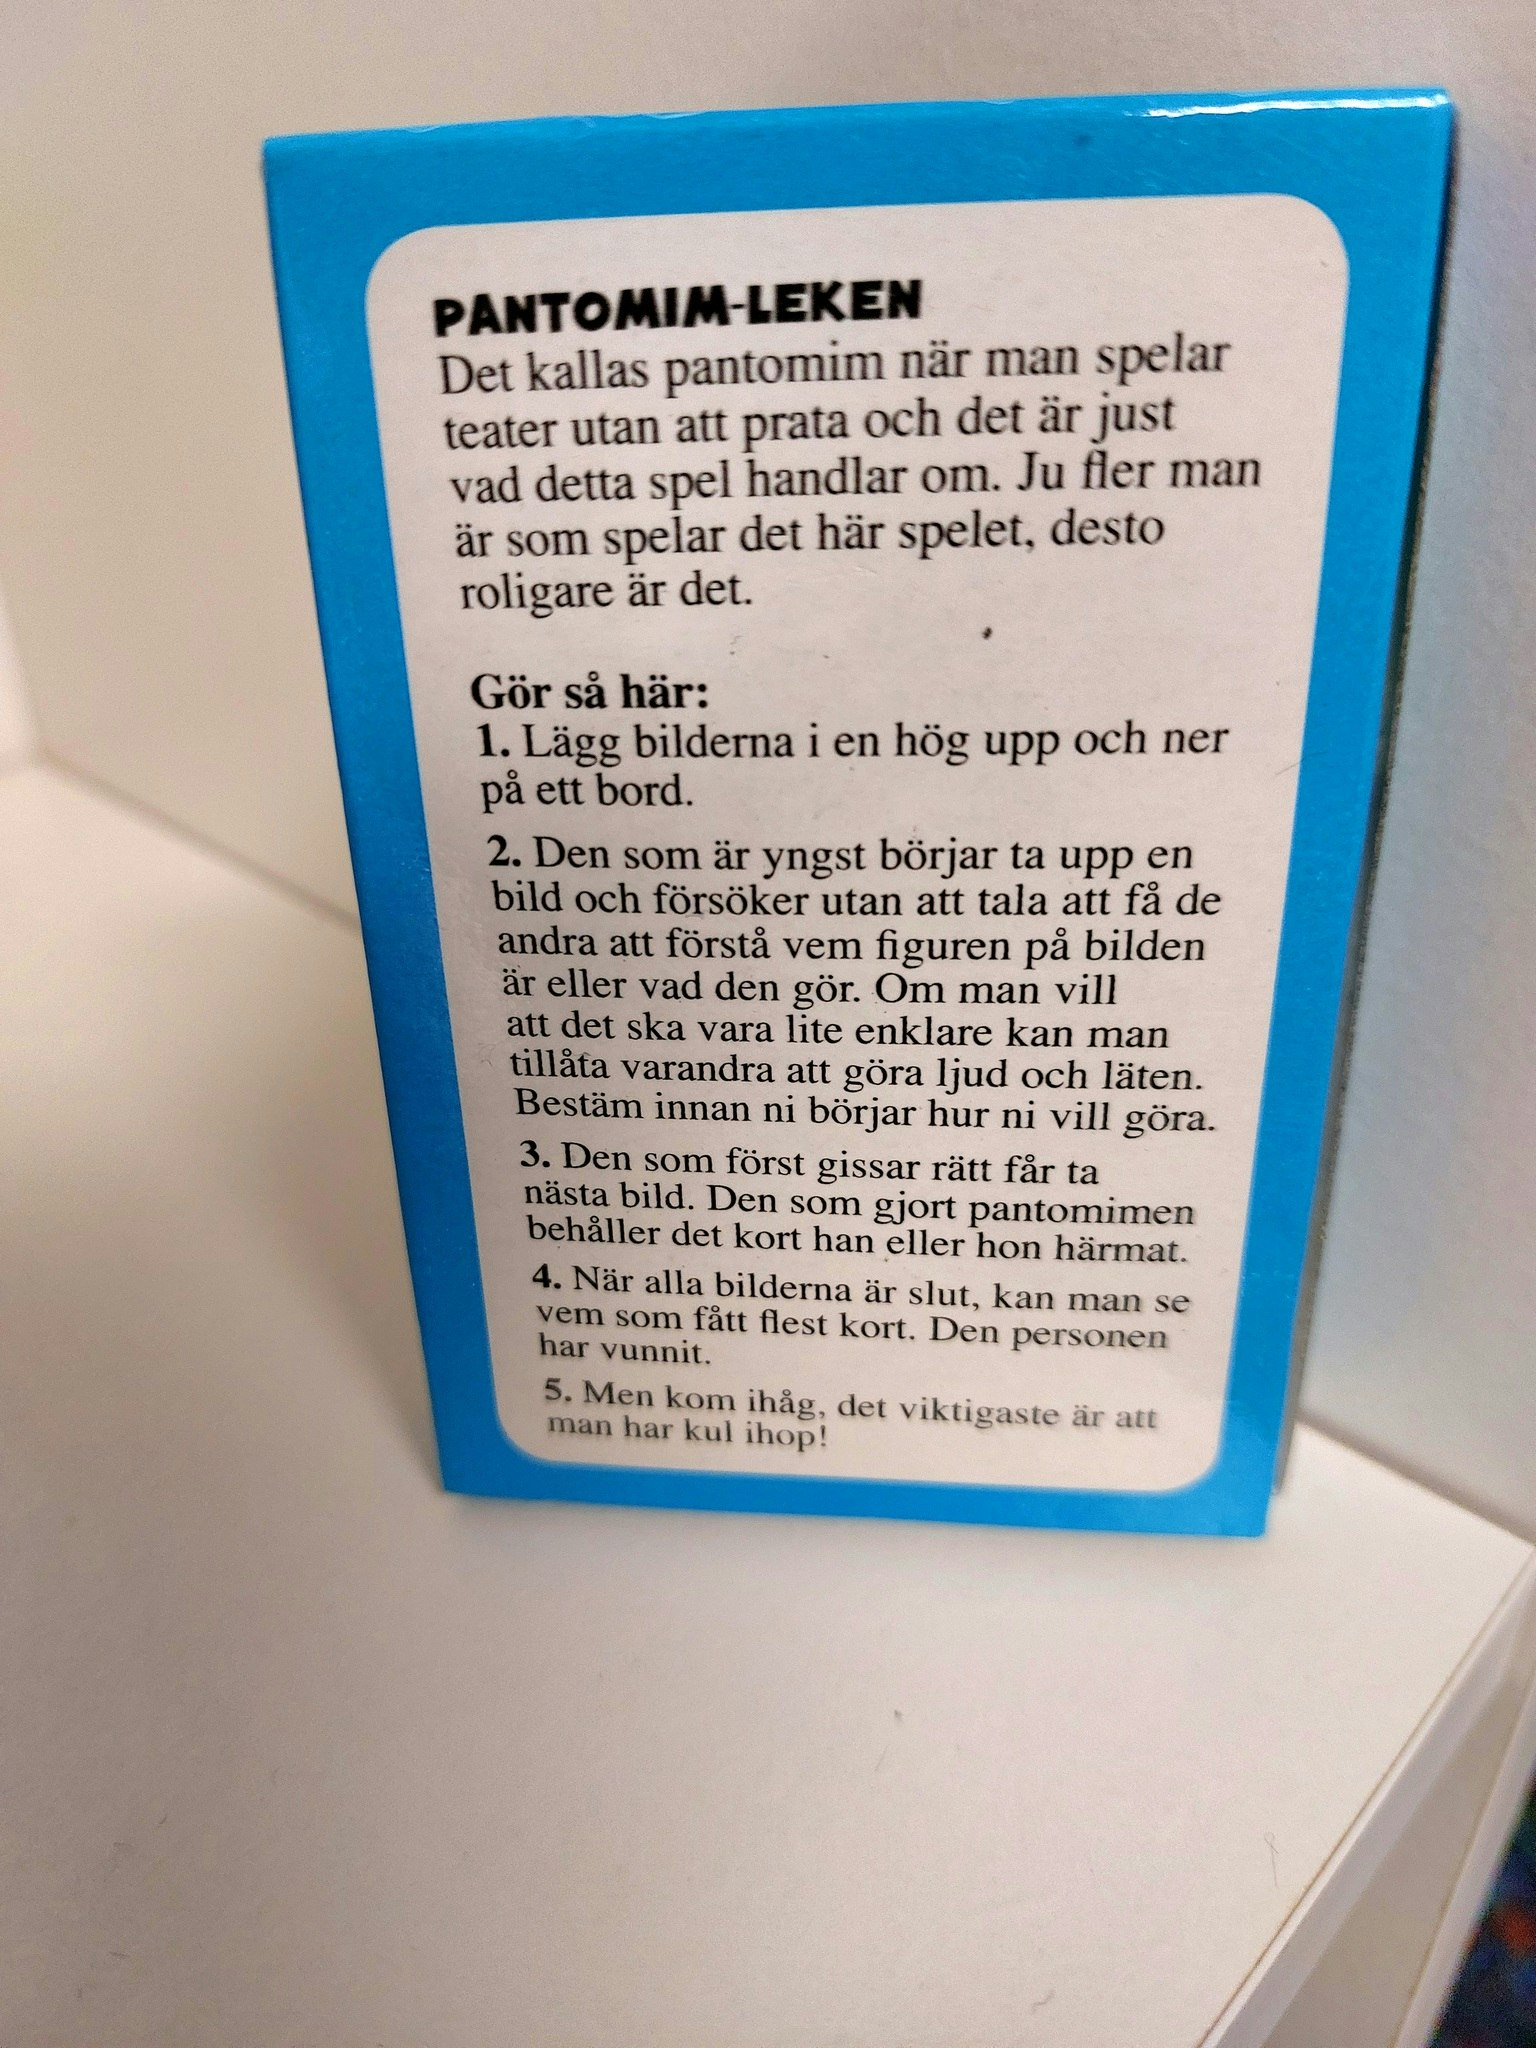 PANTOMIM-LEKEN
Det kallas pantomim när man spelar
teater utan att prata och det är just
vad detta spel handlar om. Ju fler man
är som spelar det här spelet, desto
roligare är det.
Gör så här:
1. Lägg bilderna i en hög upp och ner
på ett bord.
2. Den som är yngst börjar ta upp en
bild och försöker utan att tala att få de
andra att förstå vem figuren på bilden
är eller vad den gör. Om man vill
att det ska vara lite enklare kan man
tillåta varandra att göra ljud och läten.
Bestäm innan ni börjar hur ni vill göra.
3. Den som först gissar rätt får ta
nästa bild. Den som gjort pantomimen
behåller det kort han eller hon härmat.
4. När alla bilderna är slut, kan man se
vem som fått flest kort. Den personen
har vunnit.
5. Men kom ihåg, det viktigaste är att
man har kul ihop!